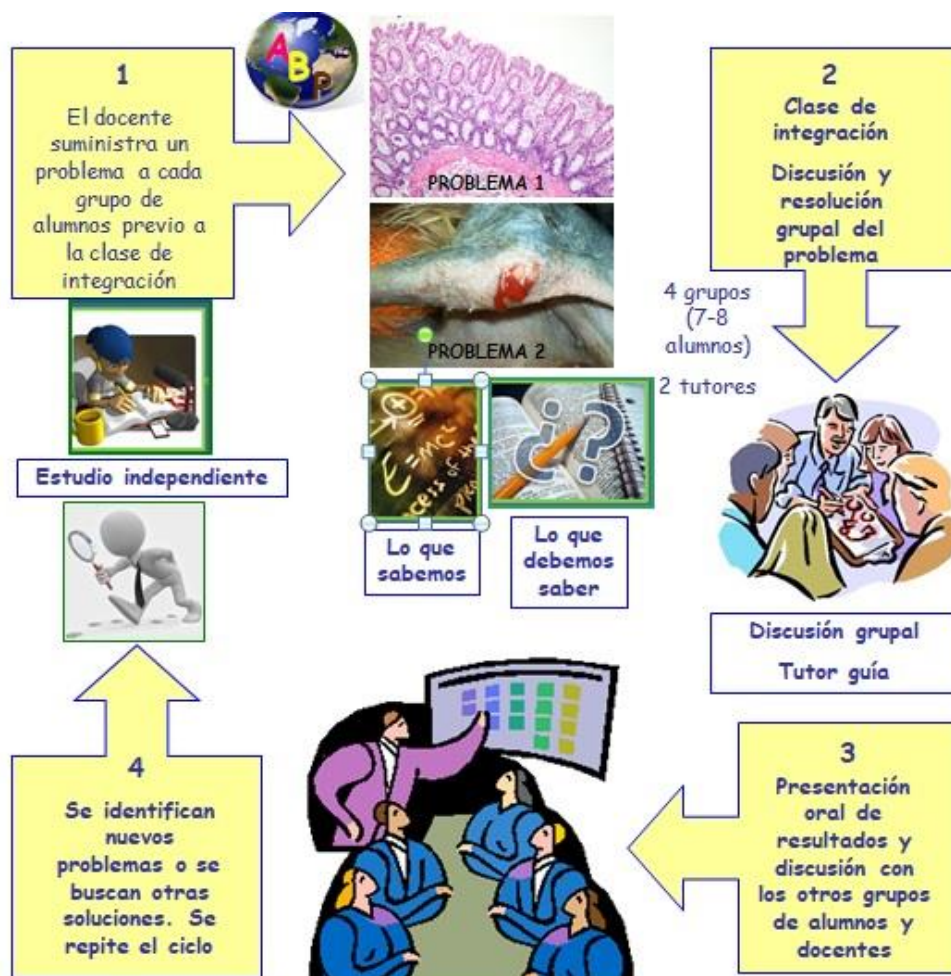 1
El docente
suministra un
problema a cada
grupo de
alumnos previo a
la clase de
integración
ABP
PROBLEMA 1
PROBLEMA 2
2
Clase de
integración
Discusión y
resolución
grupal del
problema
4 grupos
(7-8
alumnos)
2 tutores
Estudio independiente
E=mc²
¿?
Lo que
sabemos
Lo que
debemos
saber
Discusión grupal
Tutor guía
3
Presentación
oral de
resultados y
discusión con
los otros grupos
de alumnos y
docentes
4
Se identifican
nuevos
problemas o se
buscan otras
soluciones. Se
repite el ciclo